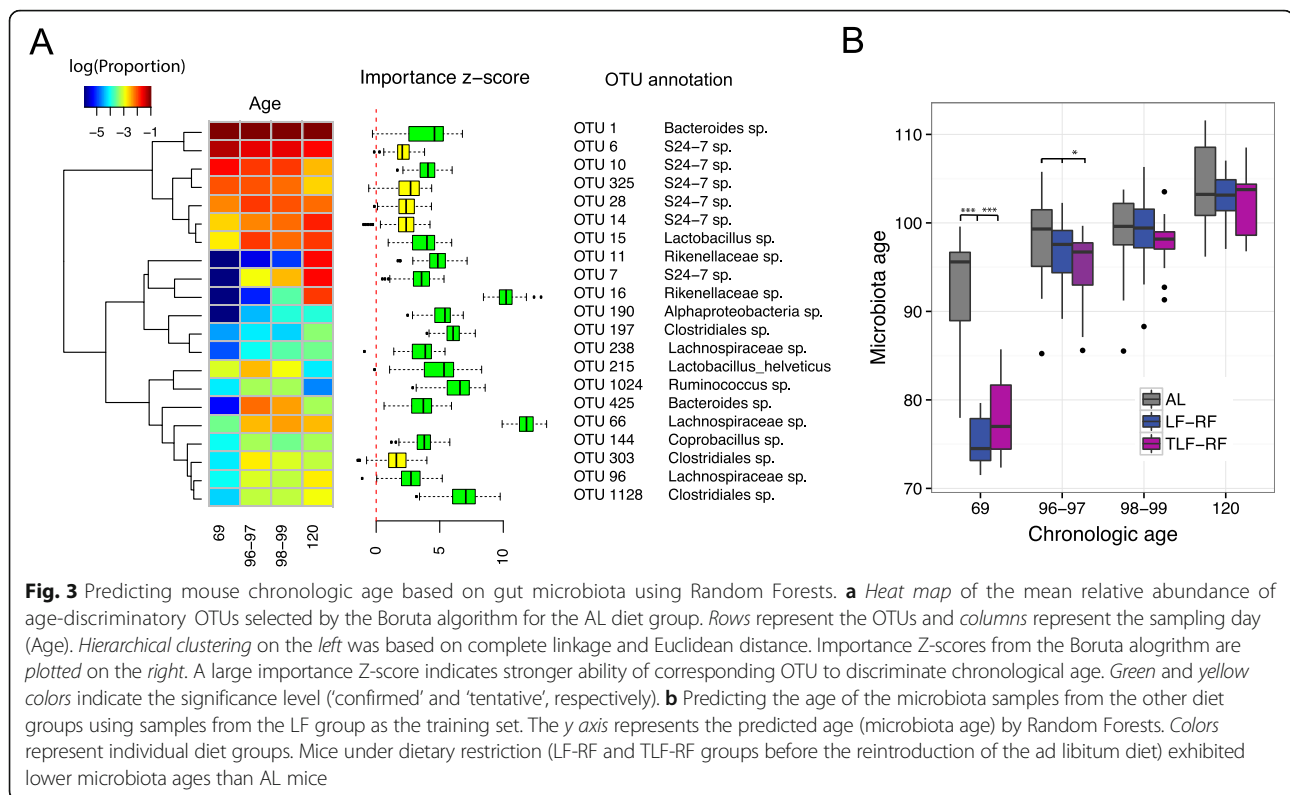 A
B
log(Proportion)
−5 −3 −1
Age
Importance z−score
OTU annotation
OTU 1 Bacteroides sp.
OTU 6 S24−7 sp.
OTU 10 S24−7 sp.
OTU 325 S24−7 sp.
OTU 28 S24−7 sp.
OTU 14 S24−7 sp.
OTU 15 Lactobacillus sp.
OTU 11 Rikenellaceae sp.
OTU 7 S24−7 sp.
OTU 16 Rikenellaceae sp.
OTU 190 Alphaproteobacteria sp.
OTU 197 Clostridiales sp.
OTU 238 Lachnospiraceae sp.
OTU 215 Lactobacillus_helveticus
OTU 1024 Ruminococcus sp.
OTU 425 Bacteroides sp.
OTU 66 Lachnospiraceae sp.
OTU 144 Coprobacillus sp.
OTU 303 Clostridiales sp.
OTU 96 Lachnospiraceae sp.
OTU 1128 Clostridiales sp.
69 96−97 98−99 120
0 5 10
Microbiota age
110
100
90
80
70
*** ***
*
AL
LF−RF
TLF−RF
69 96−97 98−99 120
Chronologic age
Fig. 3 Predicting mouse chronologic age based on gut microbiota using Random Forests. a Heat map of the mean relative abundance of
age-discriminatory OTUs selected by the Boruta algorithm for the AL diet group. Rows represent the OTUs and columns represent the sampling day
(Age). Hierarchical clustering on the left was based on complete linkage and Euclidean distance. Importance Z-scores from the Boruta alogrithm are
plotted on the right. A large importance Z-score indicates stronger ability of corresponding OTU to discriminate chronological age. Green and yellow
colors indicate the significance level (‘confirmed’ and ‘tentative’, respectively). b Predicting the age of the microbiota samples from the other diet
groups using samples from the LF group as the training set. The y axis represents the predicted age (microbiota age) by Random Forests. Colors
represent individual diet groups. Mice under dietary restriction (LF-RF and TLF-RF groups before the reintroduction of the ad libitum diet) exhibited
lower microbiota ages than AL mice